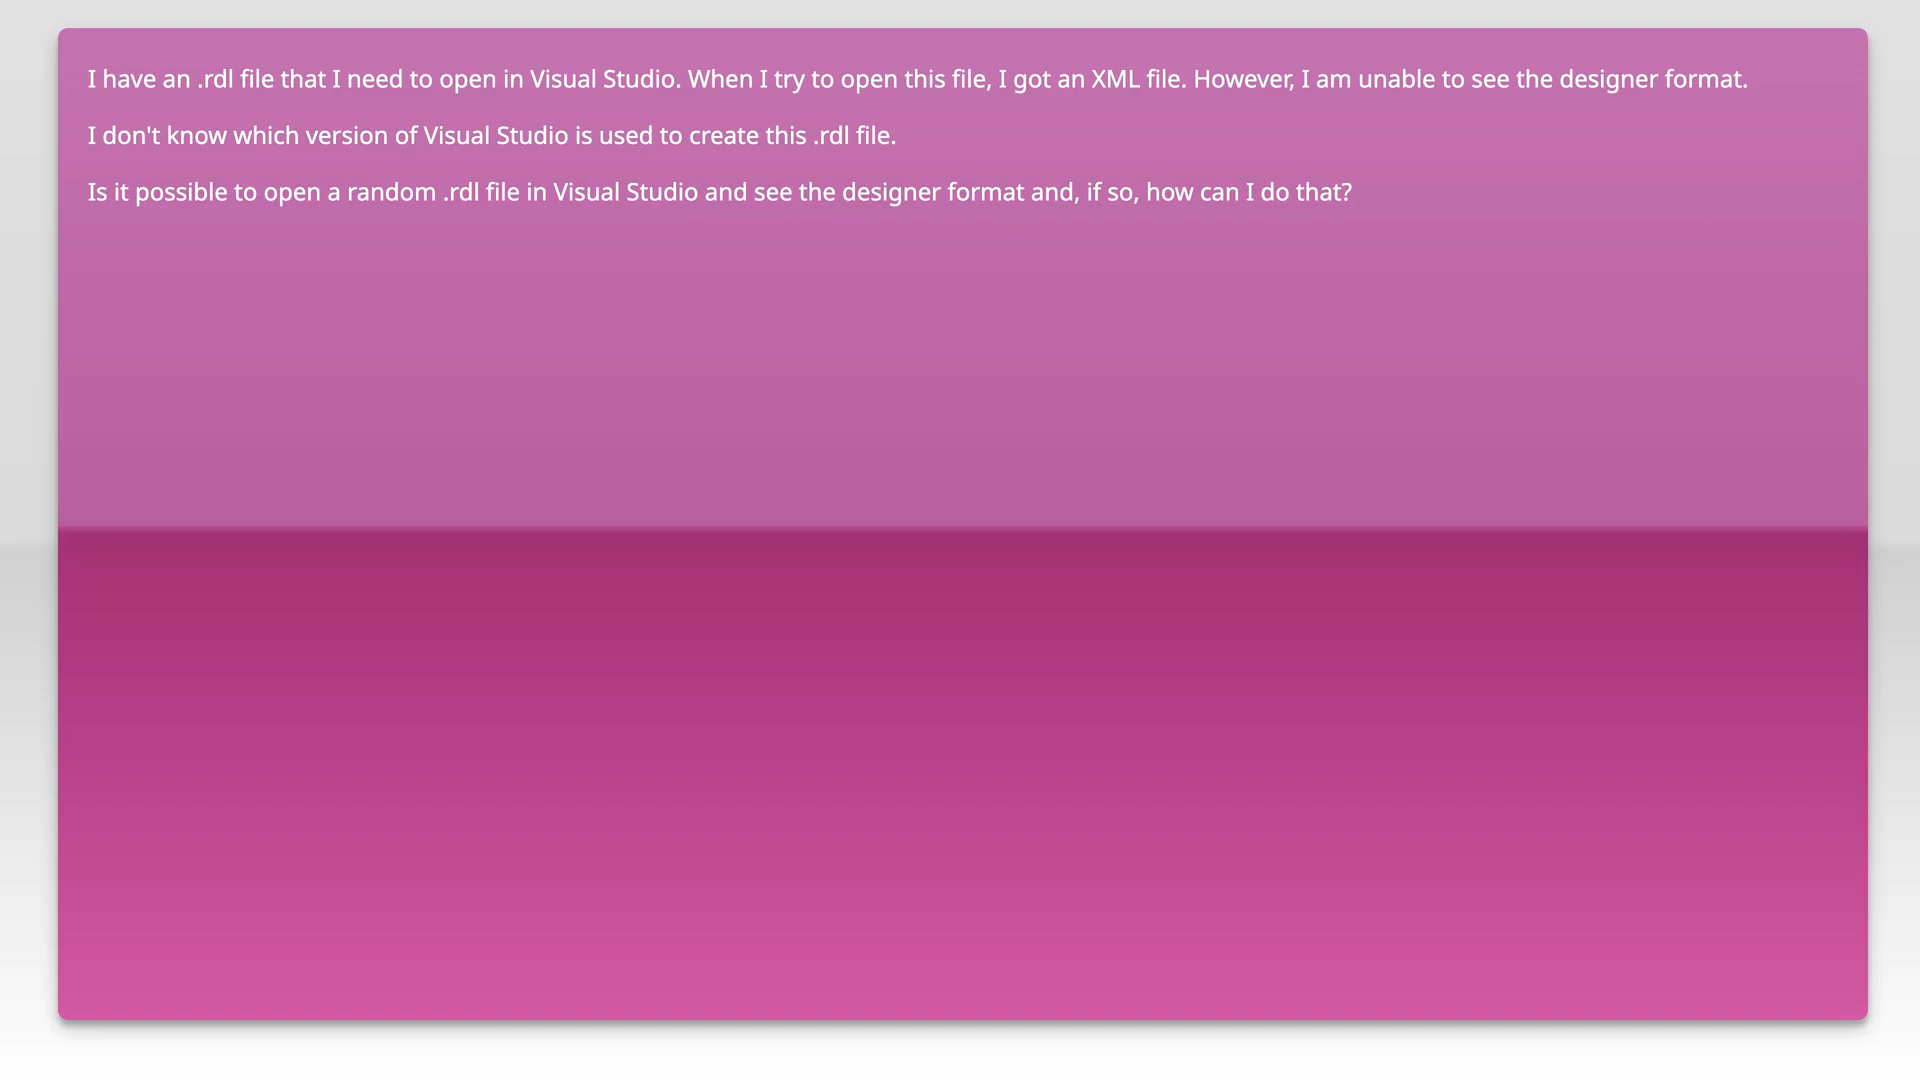 I have an .rdl file that I need to open in Visual Studio. When I try to open this file, I got an XML file. However, I am unable to see the designer format.
I don't know which version of Visual Studio is used to create this .rdl file.
Is it possible to open a random .rdl file in Visual Studio and see the designer format and, if so, how can I do that?